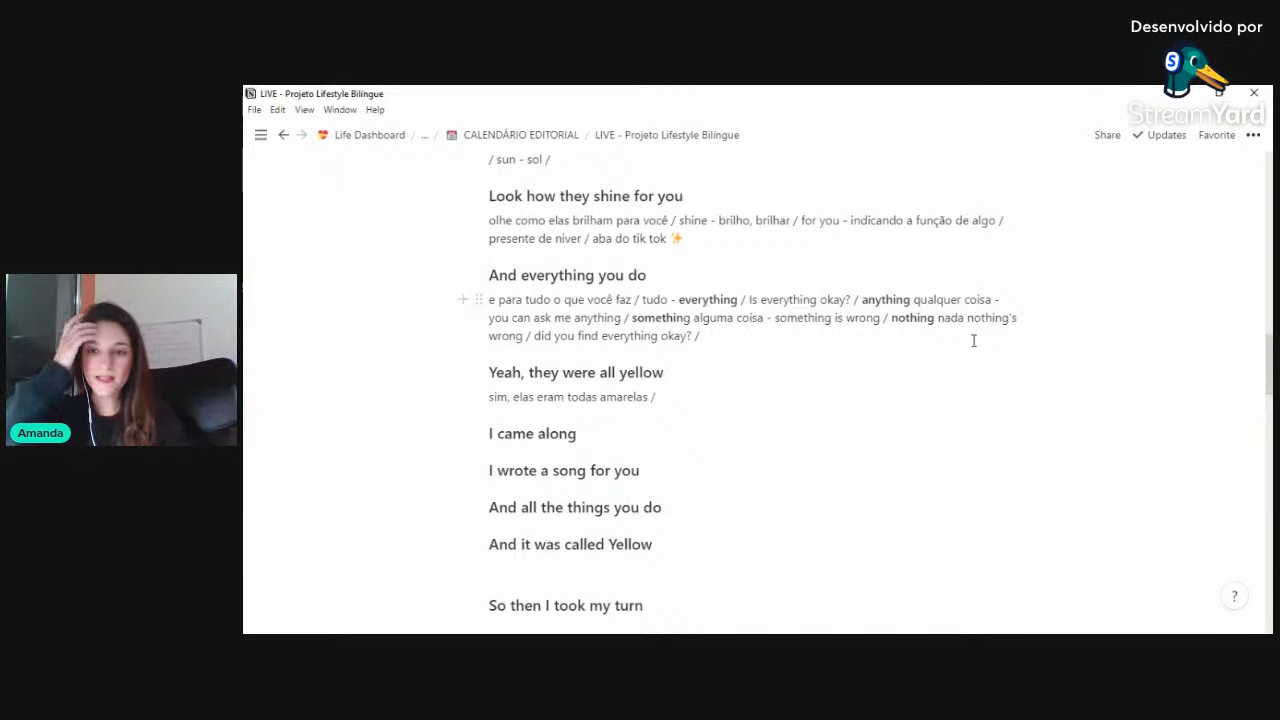 Desenvolvido por
S
StreamYard
LIVE - Projeto Lifestyle Bilíngue
File Edit View Window Help
Life Dashboard / ... / CALENDÁRIO EDITORIAL / LIVE - Projeto Lifestyle Bilíngue
Share Updates Favorite
/ sun - sol /
Look how they shine for you
olhe como elas brilham para você / shine - brilho, brilhar / for you - indicando a função de algo /
presente de niver / aba do tik tok ✨
And everything you do
e para tudo o que você faz / tudo - everything / Is everything okay? / anything qualquer coisa -
you can ask me anything / something alguma coisa - something is wrong / nothing nada nothing's
wrong / did you find everything okay? /
Yeah, they were all yellow
sim, elas eram todas amarelas /
Amanda
I came along
I wrote a song for you
And all the things you do
And it was called Yellow
So then I took my turn
?